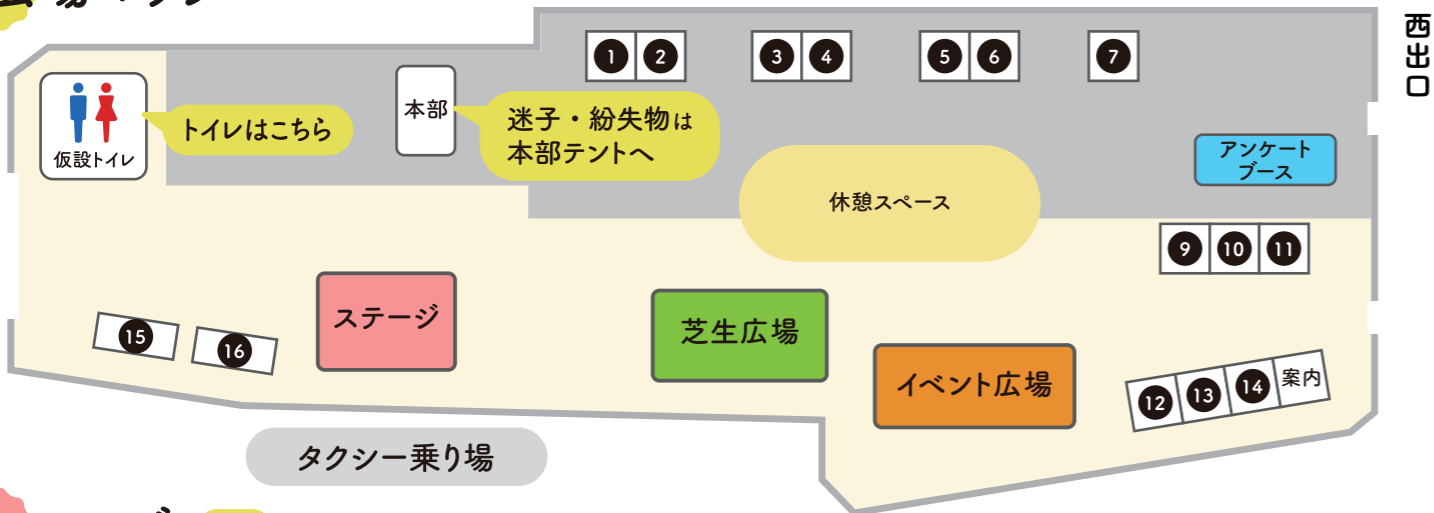 西出口
1 2 3 4 5 6 7
仮設トイレ
トイレはこちら
本部
迷子・紛失物は
本部テントへ
アンケート
ブース
休憩スペース
9 10 11
ステージ
芝生広場
イベント広場
12 13 14 案内
15 16
タクシー乗り場